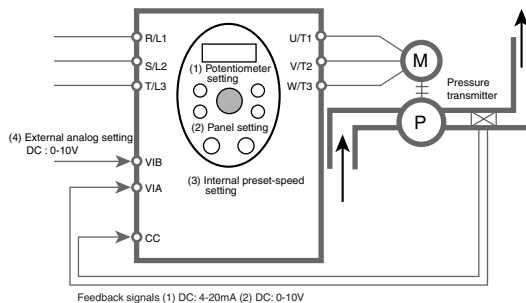 R/L1
S/L2
T/L3
U/T1
V/T2
W/T3
M
P
Pressure
transmitter
(1) Potentiometer
setting
(2) Panel setting
(3) Internal preset-speed
setting
(4) External analog setting
DC : 0-10V
VIB
VIA
CC
Feedback signals (1) DC: 4-20mA (2) DC: 0-10V